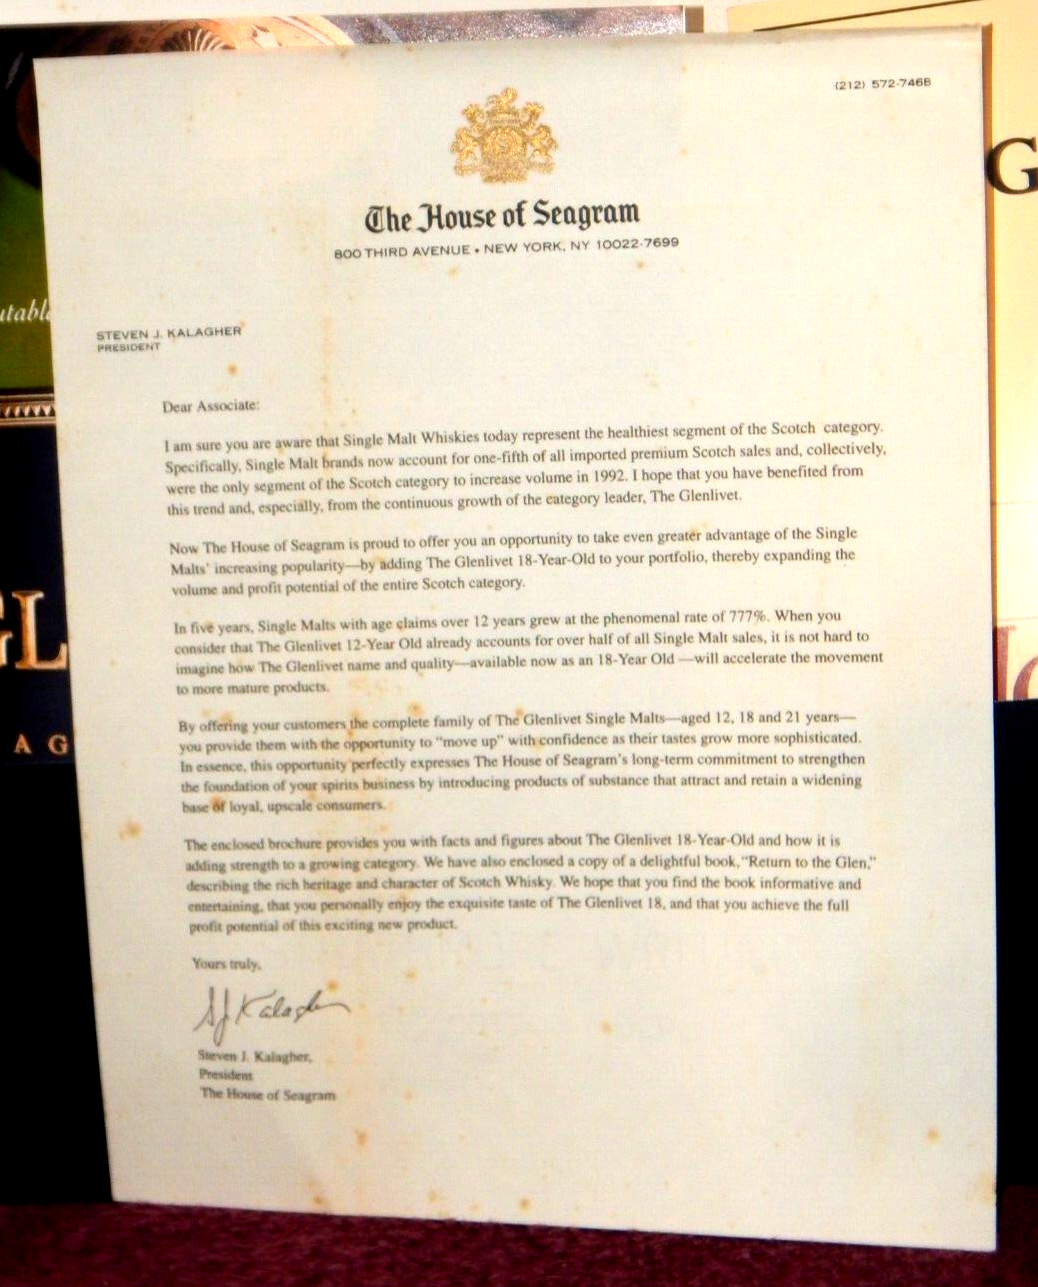 (212) 572-7468
The House of Seagram
800 THIRD AVENUE • NEW YORK, NY 10022-7699
STEVEN J. KALAGHER
PRESIDENT
Dear Associate:
I am sure you are aware that Single Malt Whiskies today represent the healthiest segment of the Scotch category.
Specifically, Single Malt brands now account for one-fifth of all imported premium Scotch sales and, collectively,
were the only segment of the Scotch category to increase volume in 1992. I hope that you have benefited from
this trend and, especially, from the continuous growth of the category leader, The Glenlivet.
Now The House of Seagram is proud to offer you an opportunity to take even greater advantage of the Single
Malts' increasing popularity—by adding The Glenlivet 18-Year-Old to your portfolio, thereby expanding the
volume and profit potential of the entire Scotch category.
In five years, Single Malts with age claims over 12 years grew at the phenomenal rate of 777%. When you
consider that The Glenlivet 12-Year Old already accounts for over half of all Single Malt sales, it is not hard to
imagine how The Glenlivet name and quality—available now as an 18-Year Old —will accelerate the movement
to more mature products.
By offering your customers the complete family of The Glenlivet Single Malts—aged 12, 18 and 21 years—
you provide them with the opportunity to "move up" with confidence as their tastes grow more sophisticated.
In essence, this opportunity perfectly expresses The House of Seagram's long-term commitment to strengthen
the foundation of your spirits business by introducing products of substance that attract and retain a widening
base of loyal, upscale consumers.
The enclosed brochure provides you with facts and figures about The Glenlivet 18-Year-Old and how it is
adding strength to a growing category. We have also enclosed a copy of a delightful book, "Return to the Glen,"
describing the rich heritage and character of Scotch Whisky. We hope that you find the book informative and
entertaining, that you personally enjoy the exquisite taste of The Glenlivet 18, and that you achieve the full
profit potential of this exciting new product.
Yours truly,
SJ Kalagher
Steven J. Kalagher,
President
The House of Seagram
GL
A G
G